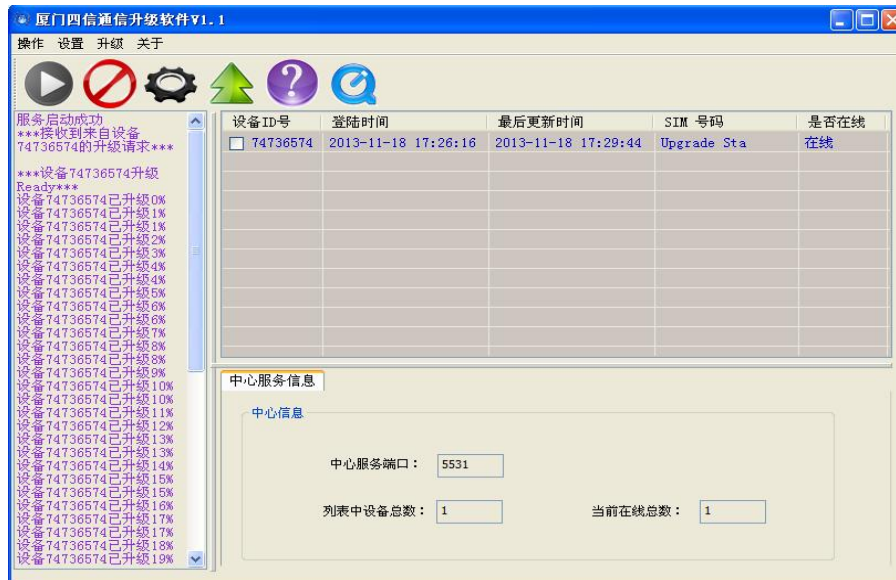 厦门四信通信升级软件V1.1
操作 设置 升级 关于
服务启动成功
***接收到来自设备
74736574的升级请求***
***设备74736574升级
Ready***
设备74736574已升级0%
设备74736574已升级1%
设备74736574已升级1%
设备74736574已升级2%
设备74736574已升级3%
设备74736574已升级4%
设备74736574已升级4%
设备74736574已升级5%
设备74736574已升级6%
设备74736574已升级6%
设备74736574已升级7%
设备74736574已升级8%
设备74736574已升级8%
设备74736574已升级9%
设备74736574已升级10%
设备74736574已升级10%
设备74736574已升级11%
设备74736574已升级12%
设备74736574已升级13%
设备74736574已升级13%
设备74736574已升级14%
设备74736574已升级15%
设备74736574已升级15%
设备74736574已升级16%
设备74736574已升级17%
设备74736574已升级17%
设备74736574已升级18%
设备74736574已升级19%
设备ID号 登陆时间 最后更新时间 SIM 号码 是否在线
74736574 2013-11-18 17:26:16 2013-11-18 17:29:44 Upgrade Sta 在线
中心服务信息
中心信息
中心服务端口： 5531
列表中设备总数： 1 当前在线总数： 1